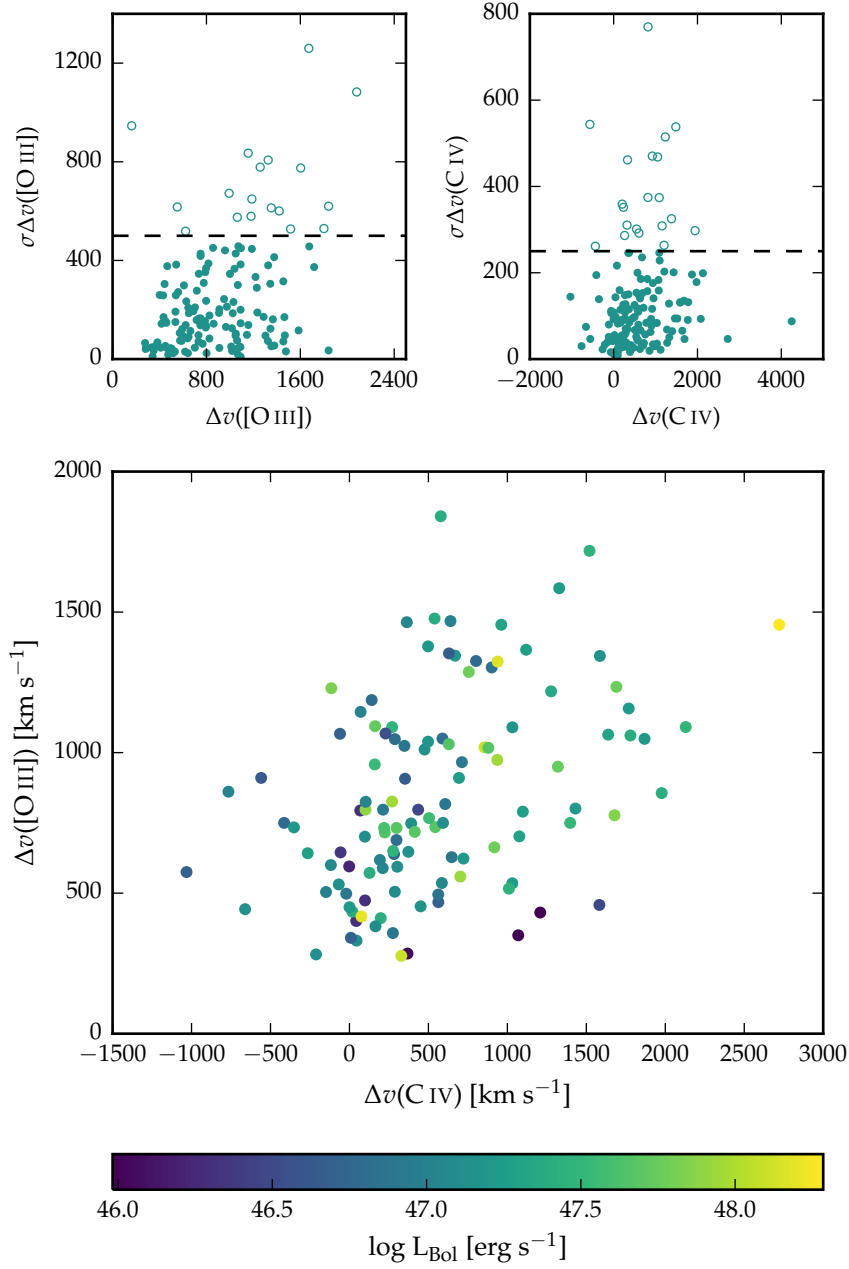 1200
800
400
0
σΔv([O III])
0 800 1600 2400
Δv([O III])
800
600
400
200
0
σΔv(C IV)
−2000 0 2000 4000
Δv(C IV)
2000
1500
1000
500
0
Δv([O III]) [km s⁻¹]
−1500 −1000 −500 0 500 1000 1500 2000 2500 3000
Δv(C IV) [km s⁻¹]
46.0 46.5 47.0 47.5 48.0
log L_Bol [erg s⁻¹]